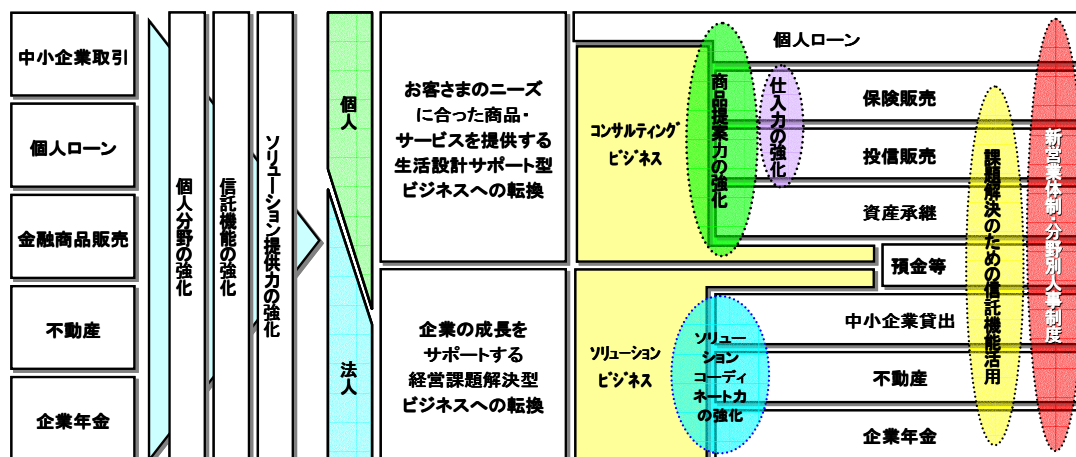 中小企業取引
個人ローン
金融商品販売
不動産
企業年金
個人分野の強化
信託機能の強化
ソリューション提供力の強化
個人
法人
お客さまのニーズ
に合った商品・
サービスを提供する
生活設計サポート型
ビジネスへの転換
企業の成長を
サポートする
経営課題解決型
ビジネスへの転換
コンサルティング
ビジネス
ソリューション
ビジネス
商品提案力の強化
仕入力の強化
ソリュー
ション
コーディ
ネート力
の強化
個人ローン
保険販売
投信販売
資産承継
預金等
中小企業貸出
不動産
企業年金
課題解決のための信託機能活用
新営業体制・分野別人事制度